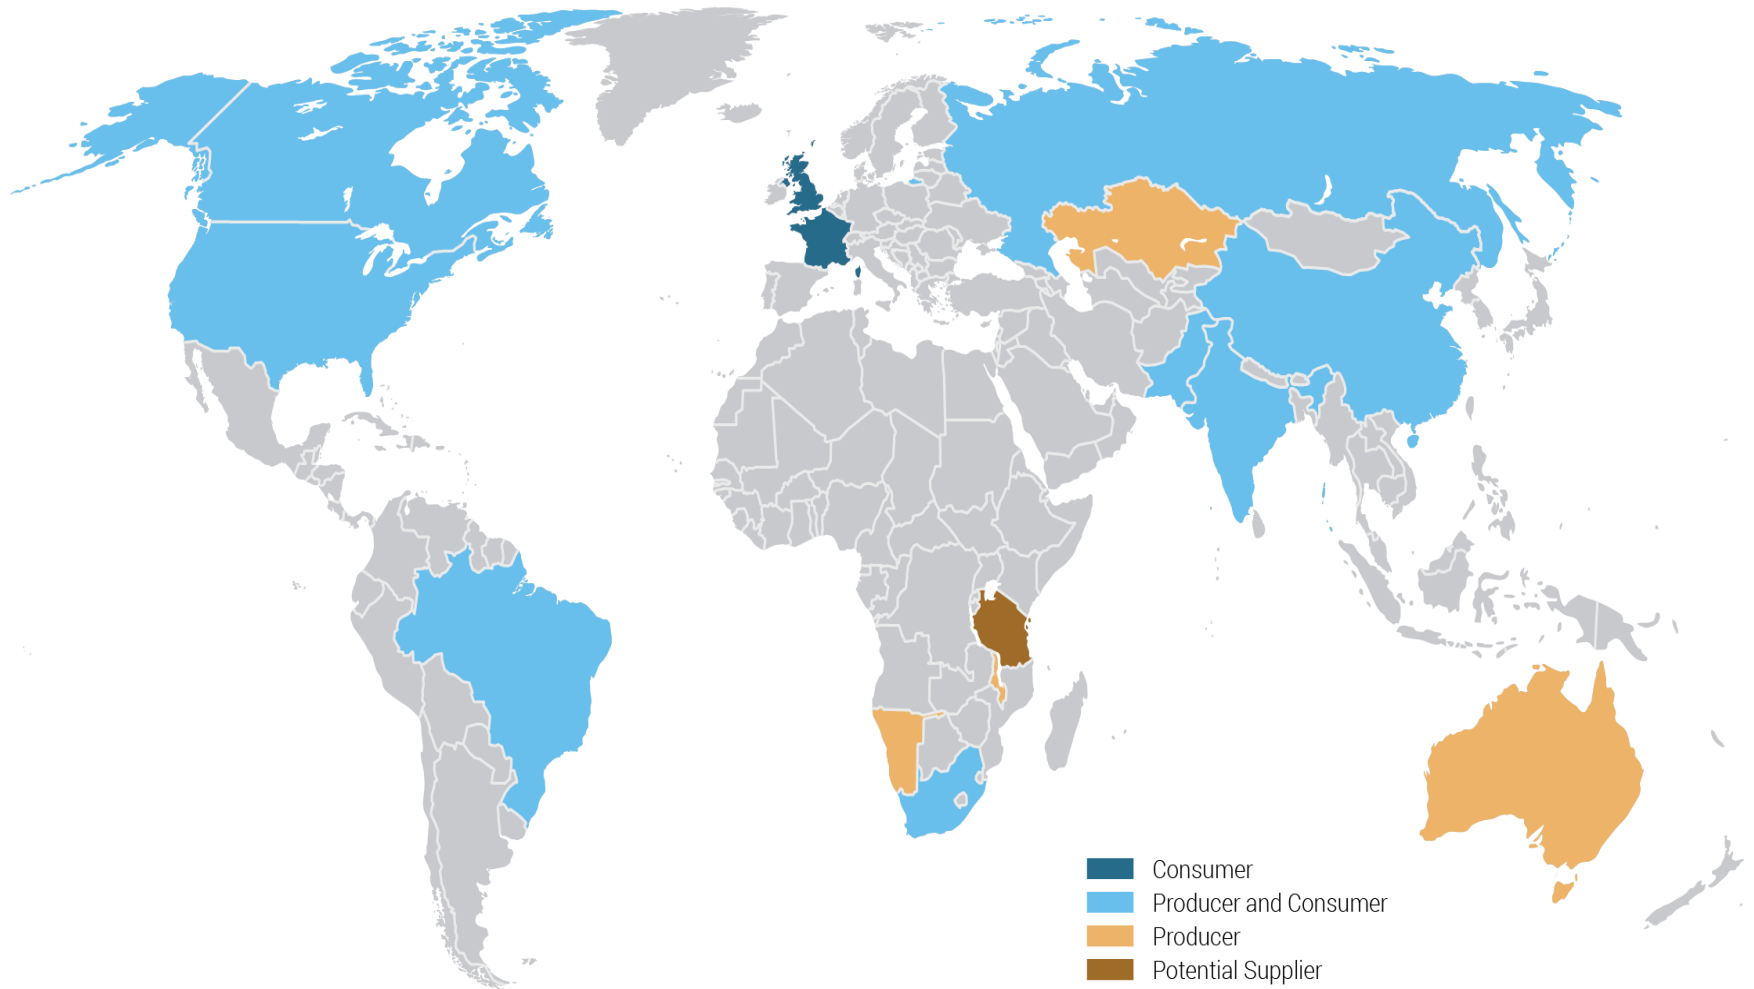 Consumer
Producer and Consumer
Producer
Potential Supplier